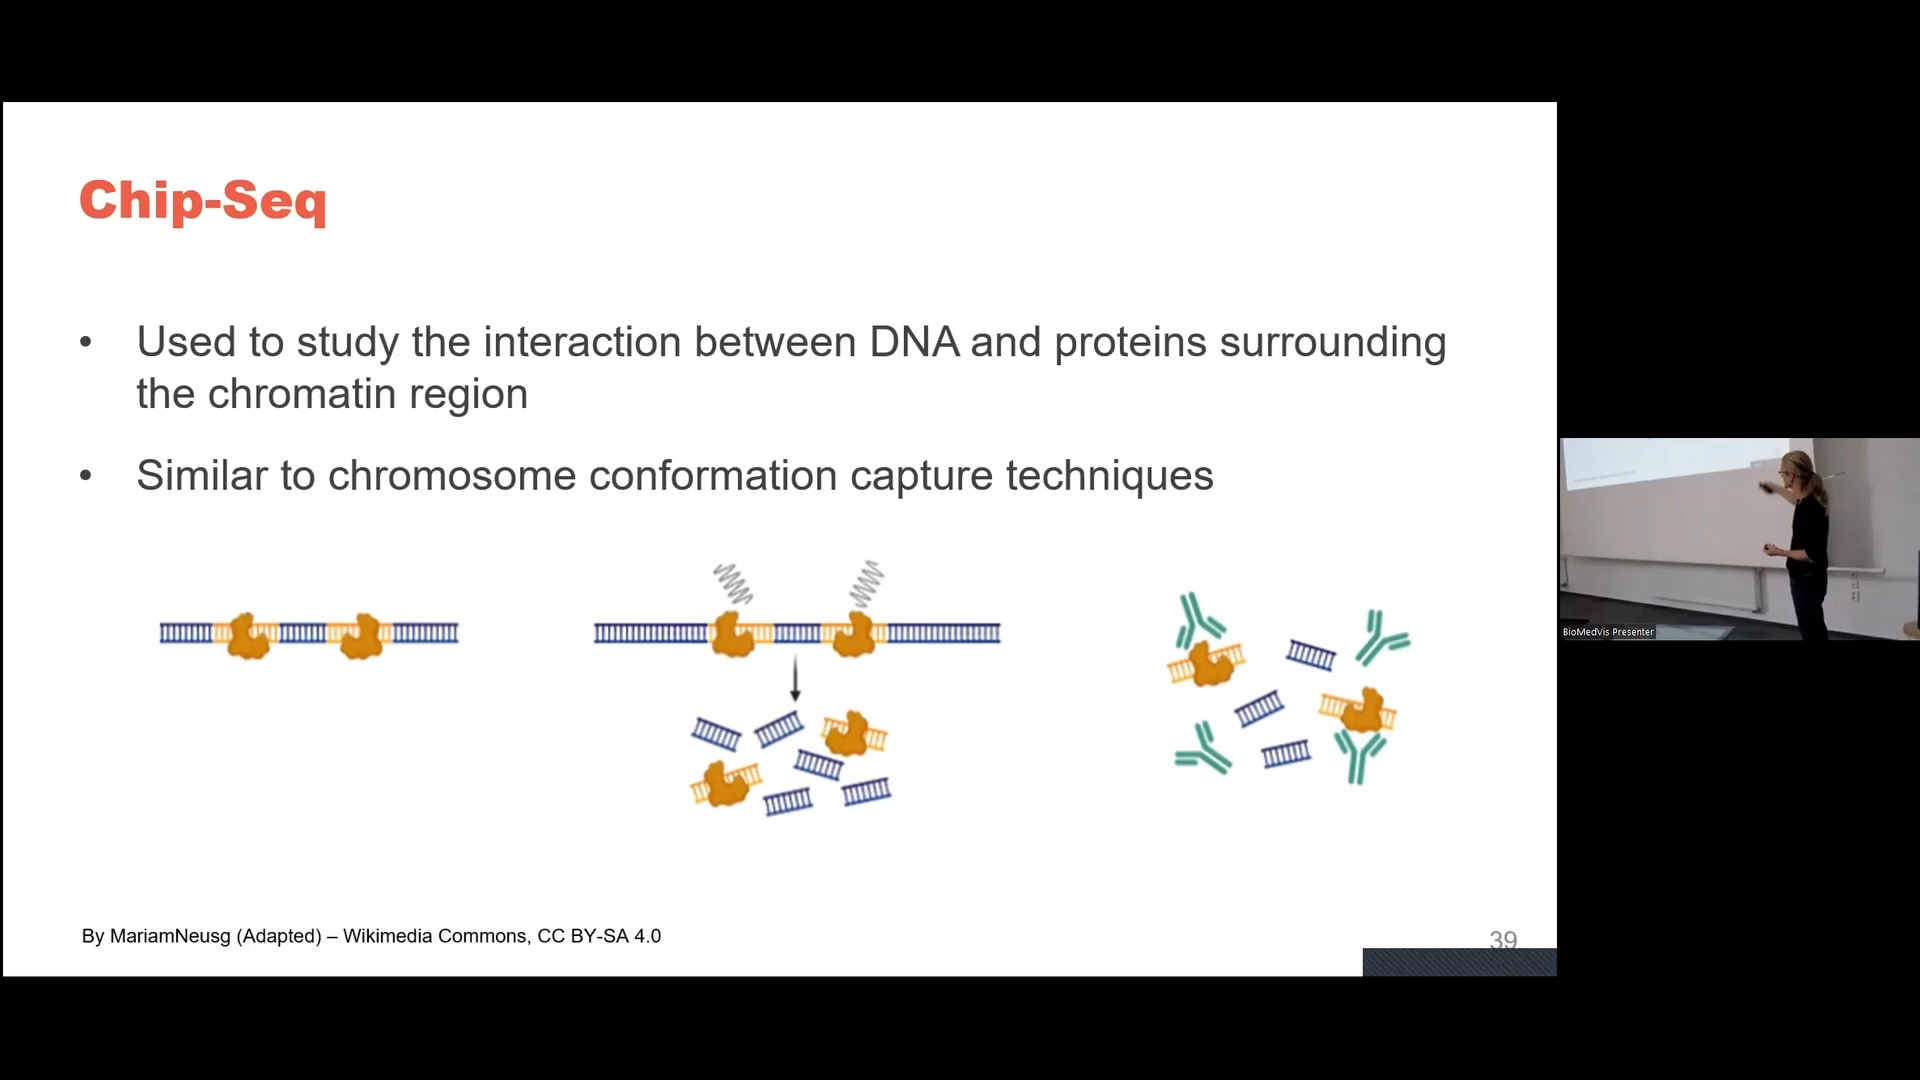 Chip-Seq
• Used to study the interaction between DNA and proteins surrounding
the chromatin region
• Similar to chromosome conformation capture techniques
By MariamNeusg (Adapted) – Wikimedia Commons, CC BY-SA 4.0
39
BioMedVis Presenter